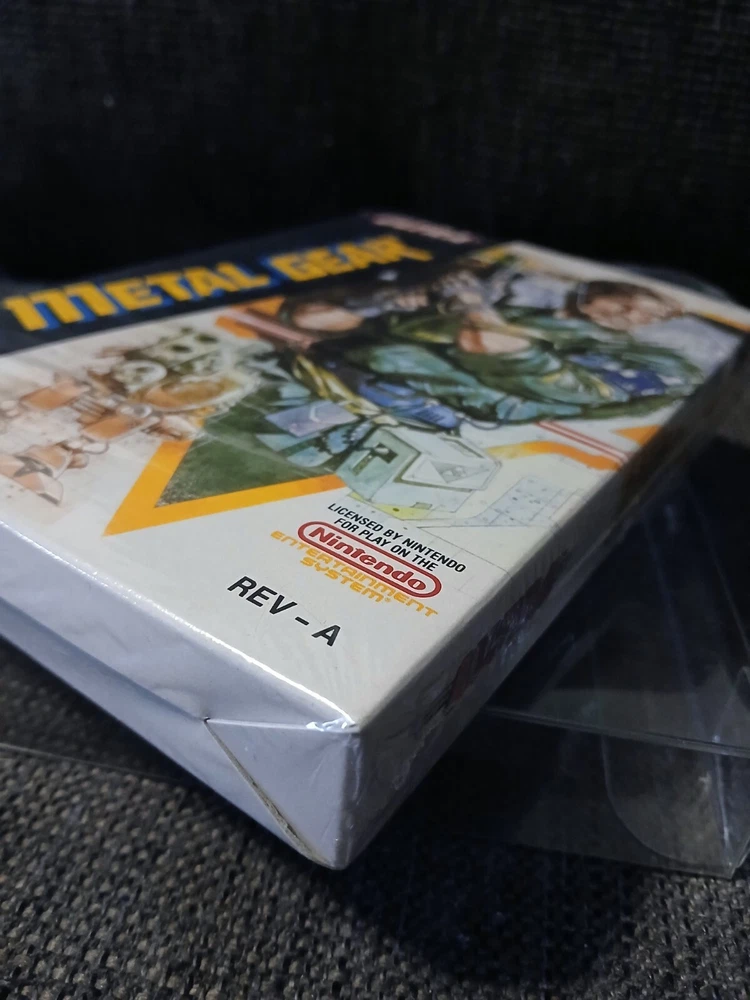 METAL GEAR
LICENSED BY NINTENDO
FOR PLAY ON THE
Nintendo
ENTERTAINMENT
SYSTEM®
REV-A